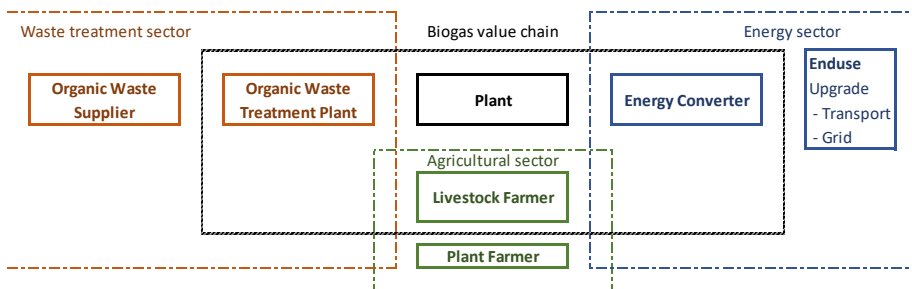 Waste treatment sector
Biogas value chain
Energy sector
Organic Waste
Supplier
Organic Waste
Treatment Plant
Plant
Energy Converter
Enduse
Upgrade
- Transport
- Grid
Agricultural sector
Livestock Farmer
Plant Farmer